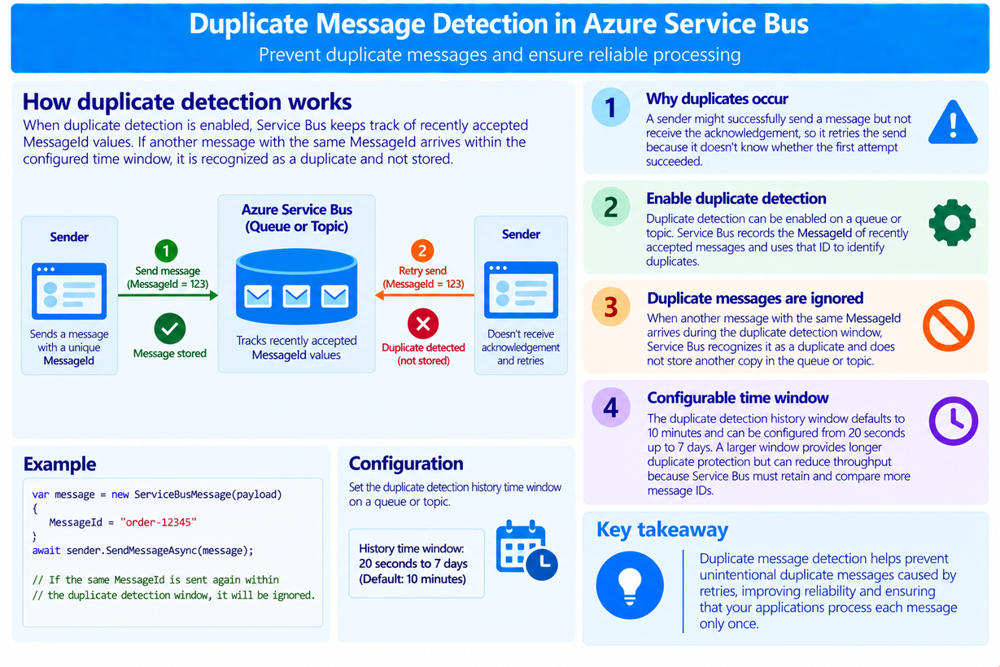 Duplicate Message Detection in Azure Service Bus
Prevent duplicate messages and ensure reliable processing
How duplicate detection works
When duplicate detection is enabled, Service Bus keeps track of recently accepted
MessageId values. If another message with the same MessageId arrives within the
configured time window, it is recognized as a duplicate and not stored.
Sender
Sends a message
with a unique
MessageId
1
Send message
(MessageId = 123)
Message stored
Azure Service Bus
(Queue or Topic)
Tracks recently accepted
MessageId values
2
Retry send
(MessageId = 123)
Duplicate detected
(not stored)
Sender
Doesn't receive
acknowledgement
and retries
Example
var message = new ServiceBusMessage(payload)
{
MessageId = "order-12345"
}
await sender.SendMessageAsync(message);
// If the same MessageId is sent again within
// the duplicate detection window, it will be ignored.
Configuration
Set the duplicate detection history time window
on a queue or topic.
History time window:
20 seconds to 7 days
(Default: 10 minutes)
1
Why duplicates occur
A sender might successfully send a message but not
receive the acknowledgement, so it retries the send
because it doesn't know whether the first attempt
succeeded.
2
Enable duplicate detection
Duplicate detection can be enabled on a queue or
topic. Service Bus records the MessageId of recently
accepted messages and uses that ID to identify
duplicates.
3
Duplicate messages are ignored
When another message with the same MessageId
arrives during the duplicate detection window,
Service Bus recognizes it as a duplicate and does
not store another copy in the queue or topic.
4
Configurable time window
The duplicate detection history window defaults to
10 minutes and can be configured from 20 seconds
up to 7 days. A larger window provides longer
duplicate protection but can reduce throughput
because Service Bus must retain and compare more
message IDs.
Key takeaway
Duplicate message detection helps prevent
unintentional duplicate messages caused by
retries, improving reliability and ensuring
that your applications process each message
only once.